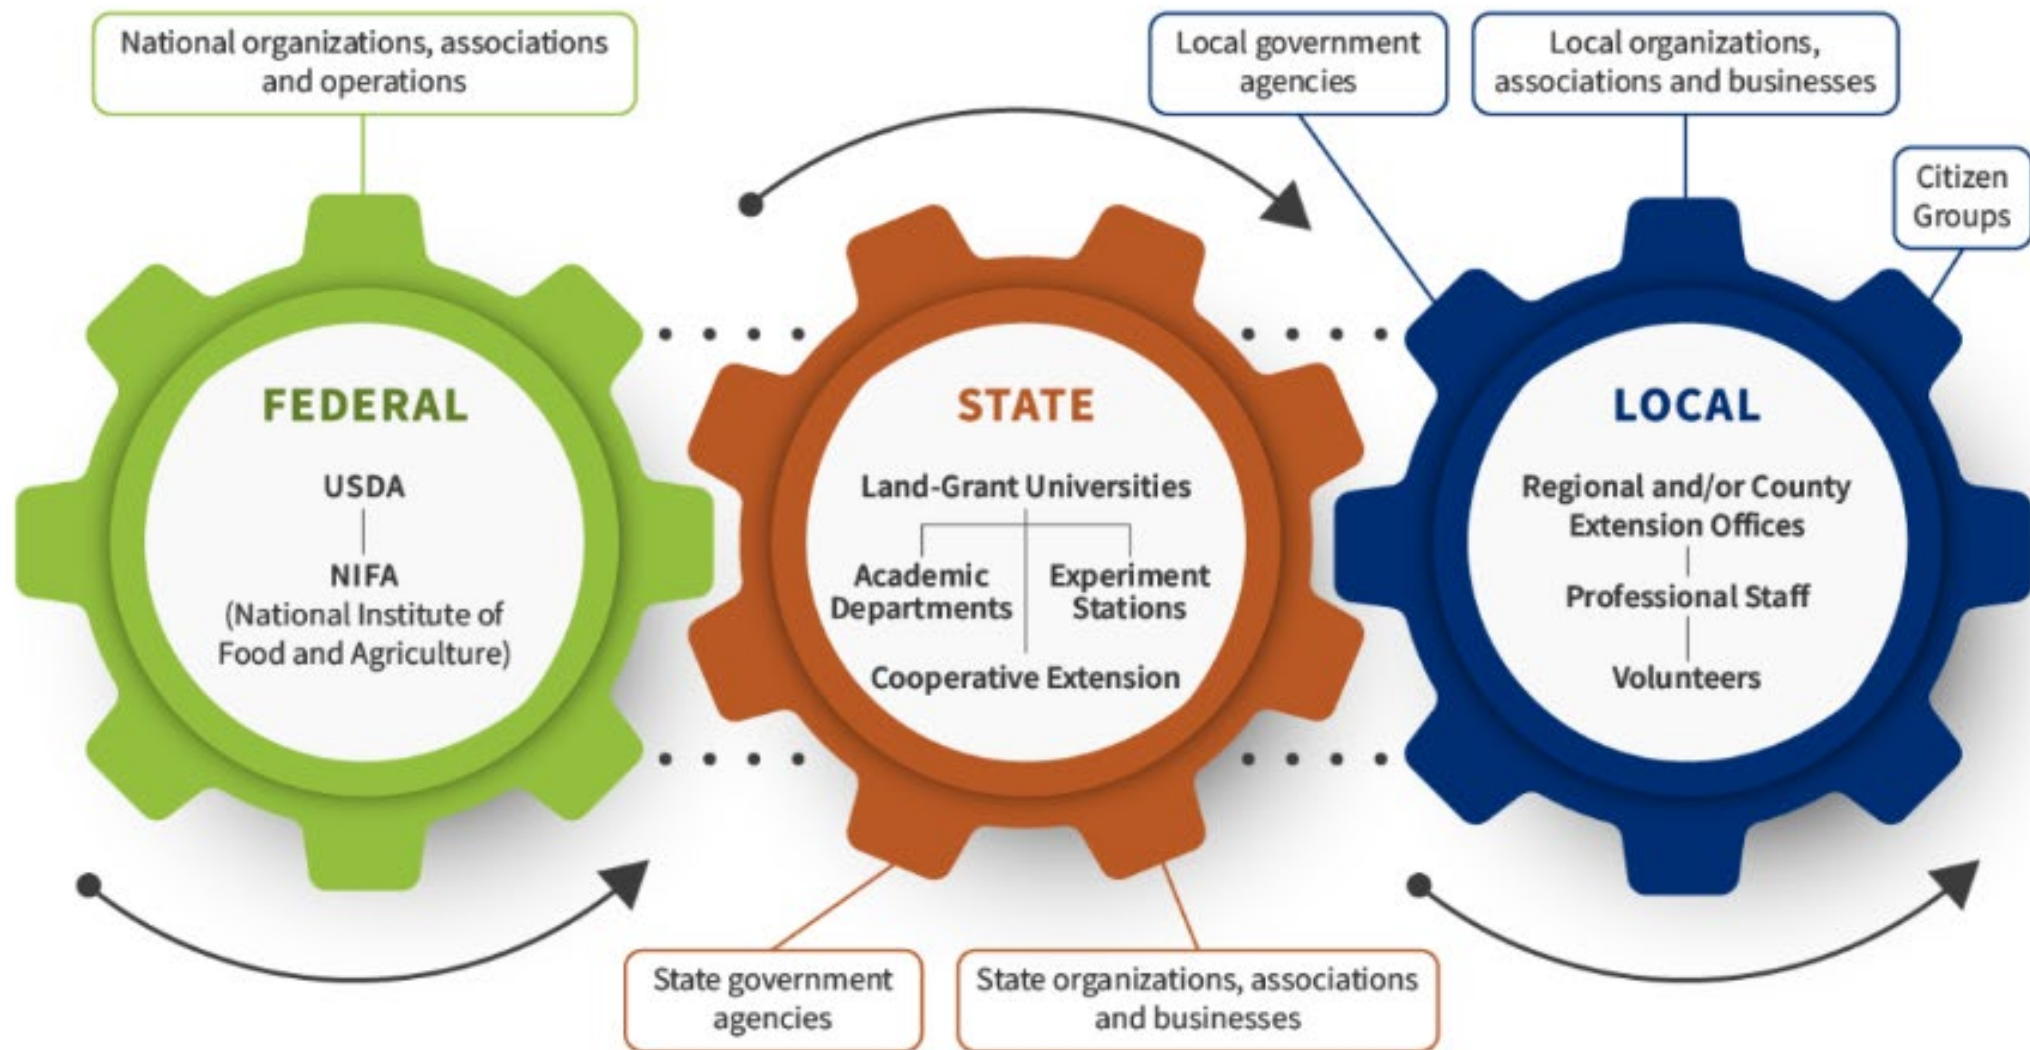 National organizations, associations
and operations
Local government
agencies
Local organizations,
associations and businesses
Citizen
Groups
FEDERAL
USDA
NIFA
(National Institute of
Food and Agriculture)
STATE
Land-Grant Universities
Academic
Departments
Experiment
Stations
Cooperative Extension
LOCAL
Regional and/or County
Extension Offices
Professional Staff
Volunteers
State government
agencies
State organizations, associations
and businesses